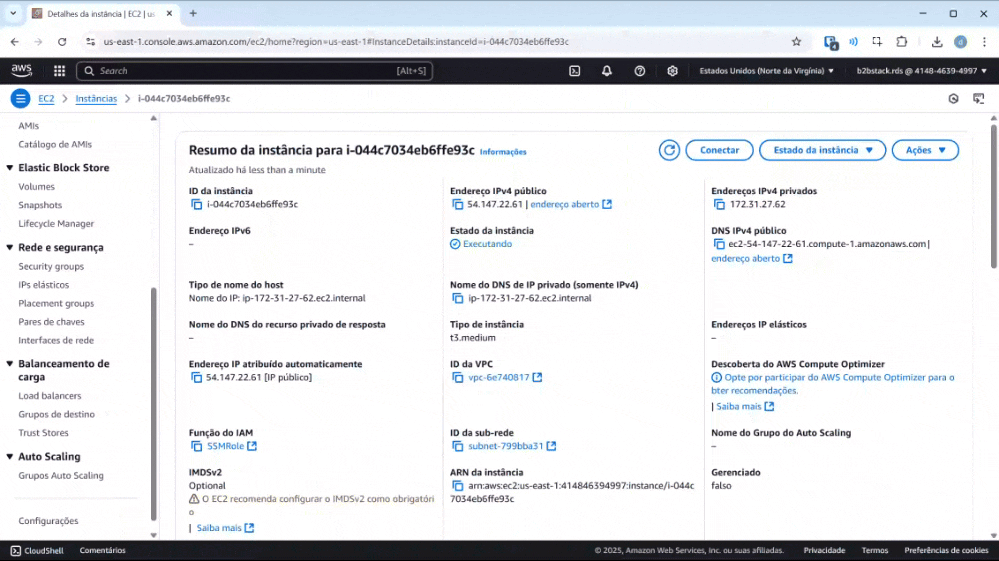 Detalhes da instância | EC2 | us
us-east-1.console.aws.amazon.com/ec2/home?region=us-east-1#InstanceDetails:instanceId=i-044c7034eb6ffe93c
aws
Search
[Alt+S]
Estados Unidos (Norte da Virgínia)
b2bstack.rds @ 4148-4639-4997
EC2
Instâncias
i-044c7034eb6ffe93c
AMIs
Catálogo de AMIs
Elastic Block Store
Volumes
Snapshots
Lifecycle Manager
Rede e segurança
Security groups
IPs elásticos
Placement groups
Pares de chaves
Interfaces de rede
Balanceamento de
carga
Load balancers
Grupos de destino
Trust Stores
Auto Scaling
Grupos Auto Scaling
Configurações
Resumo da instância para i-044c7034eb6ffe93c Informações
Atualizado há less than a minute
Conectar
Estado da instância
Ações
ID da instância
i-044c7034eb6ffe93c
Endereço IPv4 público
54.147.22.61 | endereço aberto
Endereços IPv4 privados
172.31.27.62
Endereço IPv6
–
Estado da instância
Executando
DNS IPv4 público
ec2-54-147-22-61.compute-1.amazonaws.com |
endereço aberto
Tipo de nome do host
Nome do IP: ip-172-31-27-62.ec2.internal
Nome do DNS de IP privado (somente IPv4)
ip-172-31-27-62.ec2.internal
Nome do DNS do recurso privado de resposta
–
Tipo de instância
t3.medium
Endereços IP elásticos
–
Endereço IP atribuído automaticamente
54.147.22.61 [IP público]
ID da VPC
vpc-6e740817
Descoberta do AWS Compute Optimizer
Opte por participar do AWS Compute Optimizer para o
bter recomendações.
| Saiba mais
Função do IAM
SSMRole
ID da sub-rede
subnet-799bba31
Nome do Grupo do Auto Scaling
–
IMDSv2
Optional
O EC2 recomenda configurar o IMDSv2 como obrigatóri
o
| Saiba mais
ARN da instância
arn:aws:ec2:us-east-1:414846394997:instance/i-044c
7034eb6ffe93c
Gerenciado
falso
CloudShell
Comentários
© 2025, Amazon Web Services, Inc. ou suas afiliadas.
Privacidade
Termos
Preferências de cookies